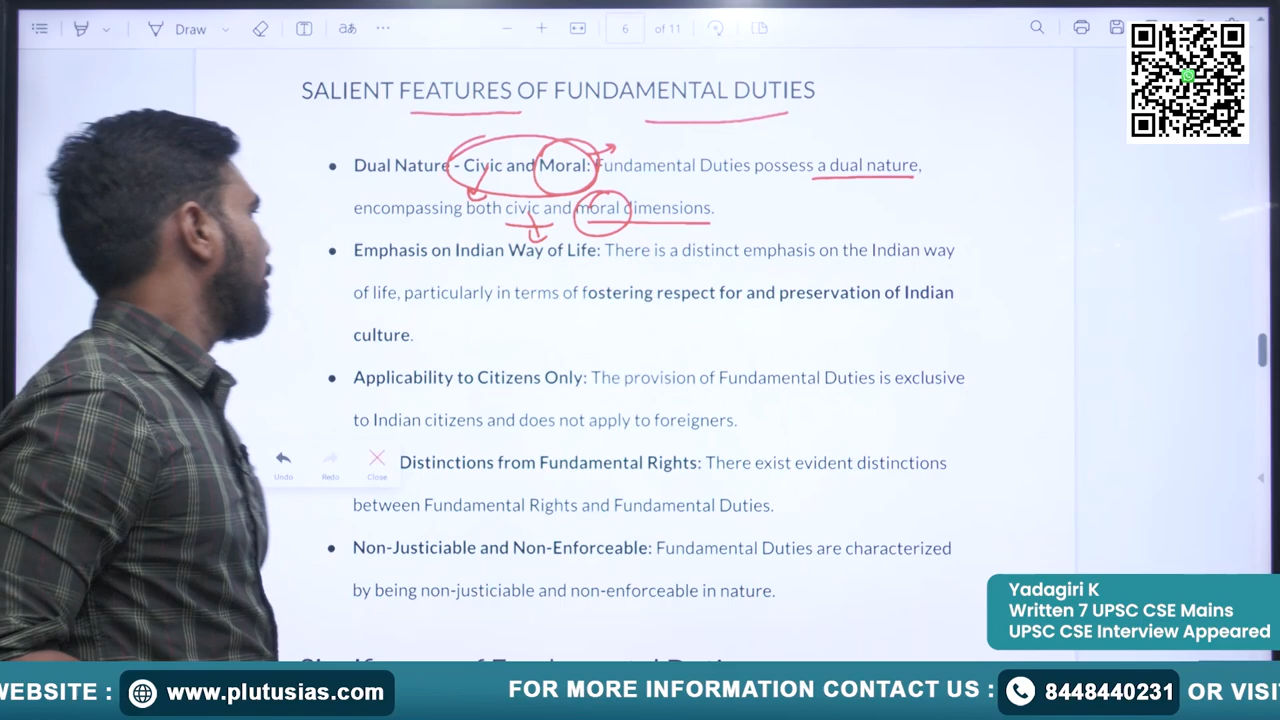 Draw
aあ
6 of 11
SALIENT FEATURES OF FUNDAMENTAL DUTIES
• Dual Nature - Civic and Moral: Fundamental Duties possess a dual nature,
encompassing both civic and moral dimensions.
• Emphasis on Indian Way of Life: There is a distinct emphasis on the Indian way
of life, particularly in terms of fostering respect for and preservation of Indian
culture.
• Applicability to Citizens Only: The provision of Fundamental Duties is exclusive
to Indian citizens and does not apply to foreigners.
Undo Redo Close
Distinctions from Fundamental Rights: There exist evident distinctions
between Fundamental Rights and Fundamental Duties.
• Non-Justiciable and Non-Enforceable: Fundamental Duties are characterized
by being non-justiciable and non-enforceable in nature.
Yadagiri K
Written 7 UPSC CSE Mains
UPSC CSE Interview Appeared
WEBSITE : www.plutusias.com FOR MORE INFORMATION CONTACT US : 8448440231 OR VISI